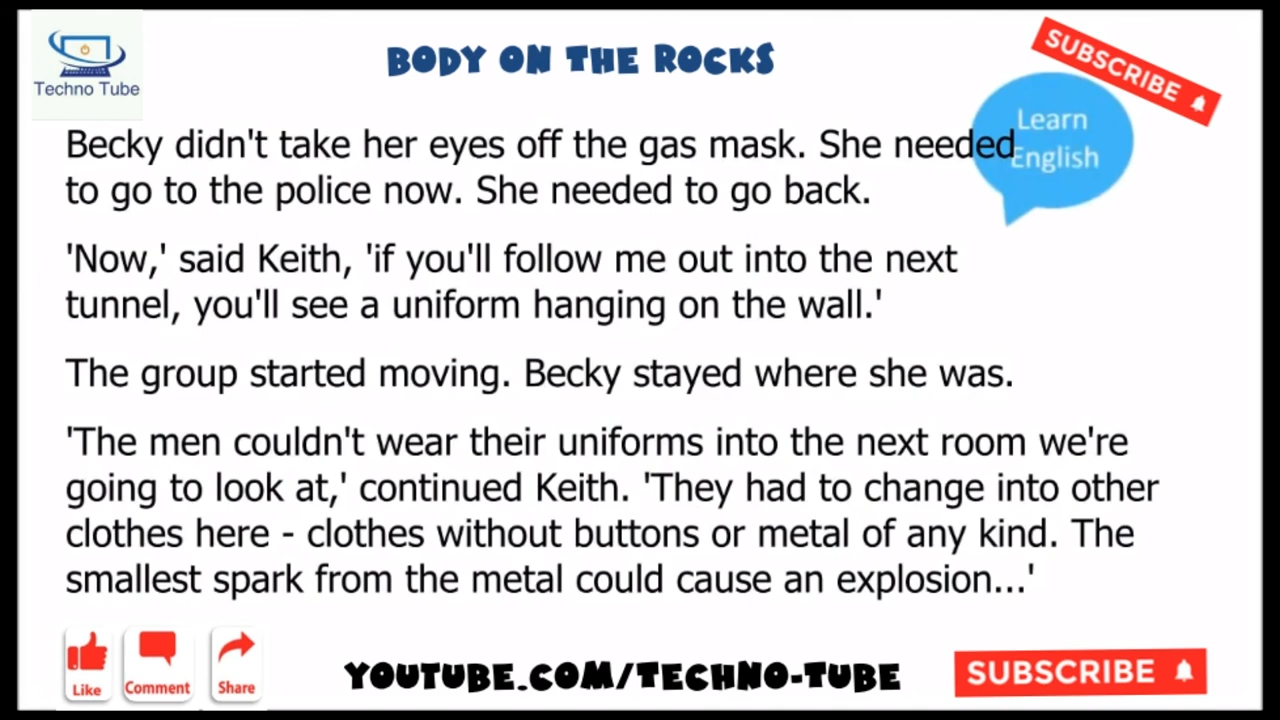 Techno Tube
BODY ON THE ROCKS
SUBSCRIBE
Learn
English
Becky didn't take her eyes off the gas mask. She needed
to go to the police now. She needed to go back.
'Now,' said Keith, 'if you'll follow me out into the next
tunnel, you'll see a uniform hanging on the wall.'
The group started moving. Becky stayed where she was.
'The men couldn't wear their uniforms into the next room we're
going to look at,' continued Keith. 'They had to change into other
clothes here - clothes without buttons or metal of any kind. The
smallest spark from the metal could cause an explosion...'
Like
Comment
Share
YOUTUBE.COM/TECHNO-TUBE
SUBSCRIBE